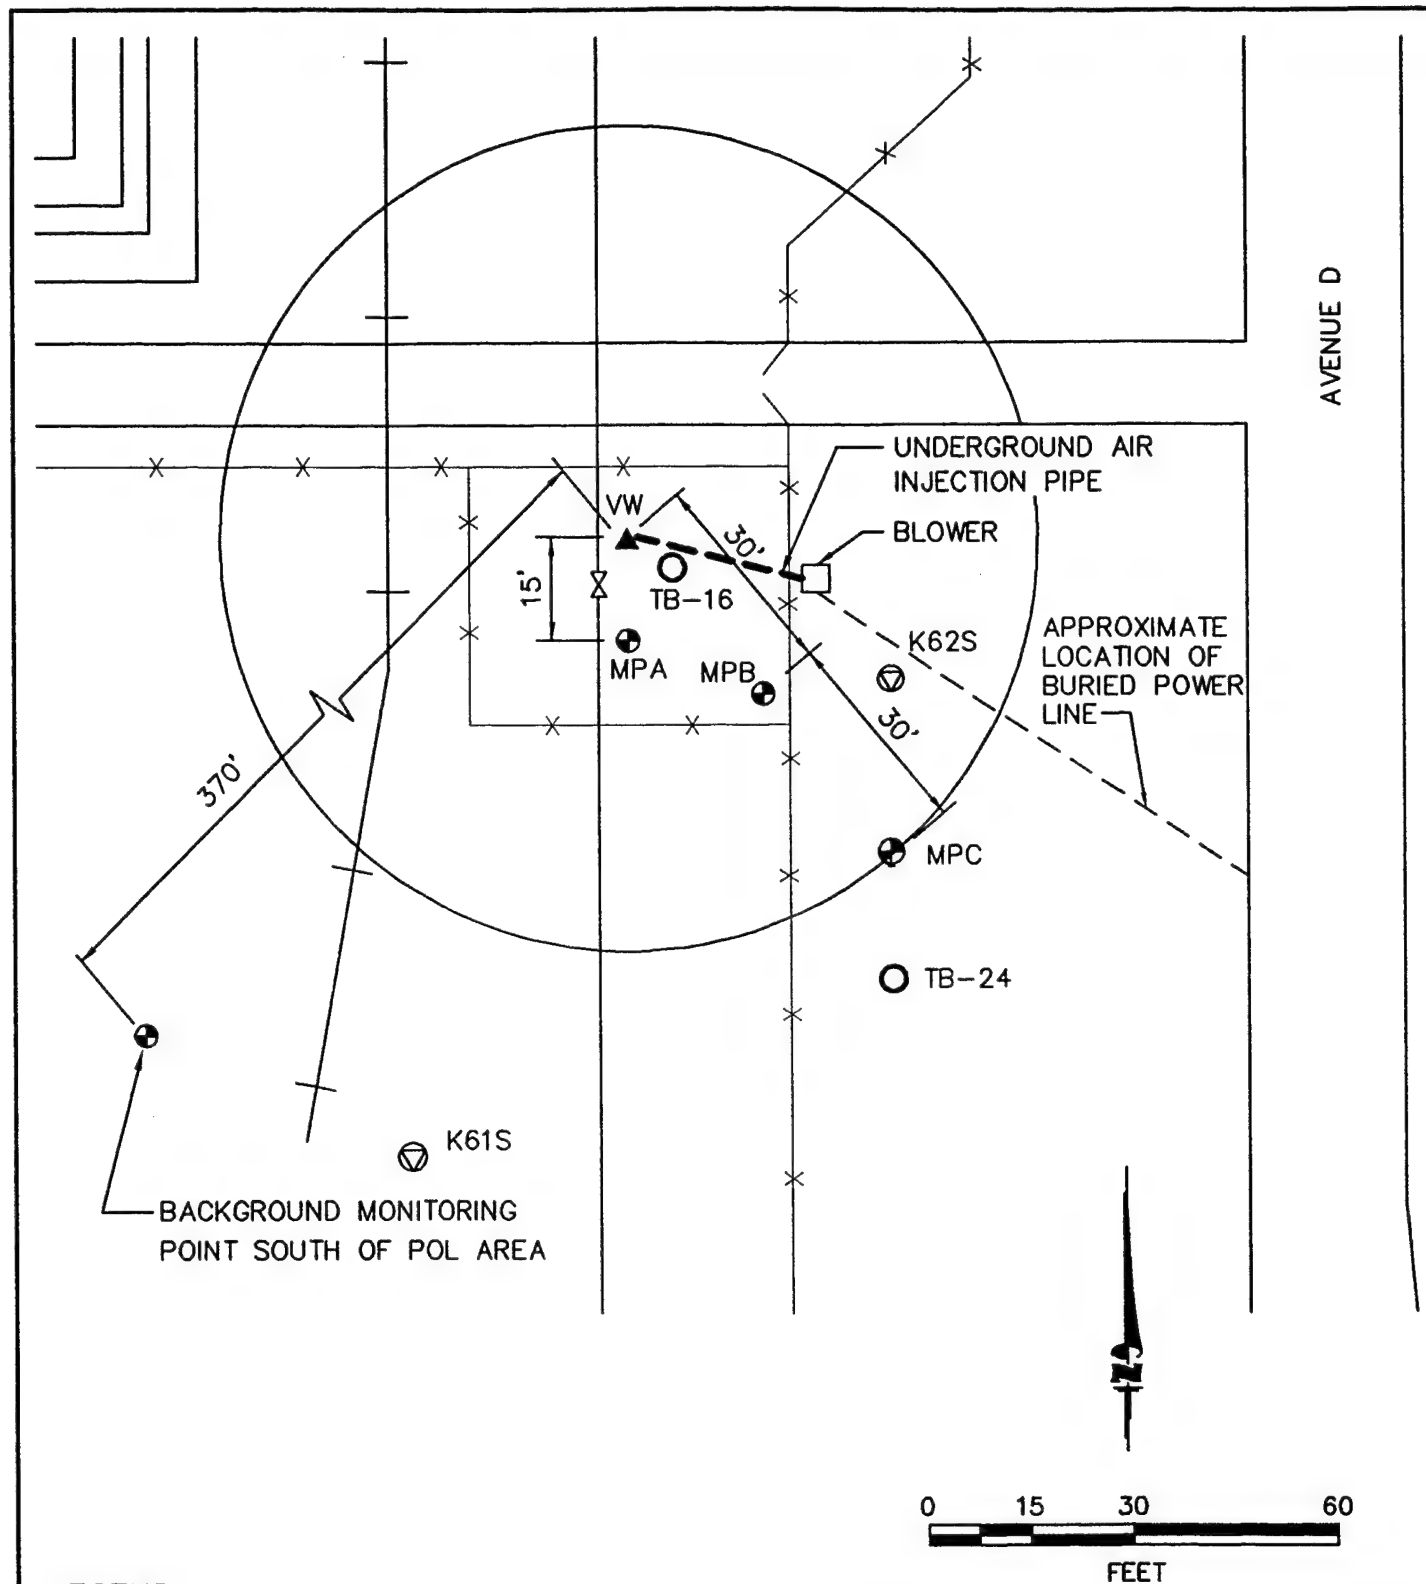 AVENUE D
UNDERGROUND AIR
INJECTION PIPE
VW
30'
BLOWER
15'
TB-16
K62S
APPROXIMATE
LOCATION OF
BURIED POWER
LINE
MPA
MPB
30'
370'
MPC
TB-24
K61S
BACKGROUND MONITORING
POINT SOUTH OF POL AREA
N
0 15 30 60
FEET